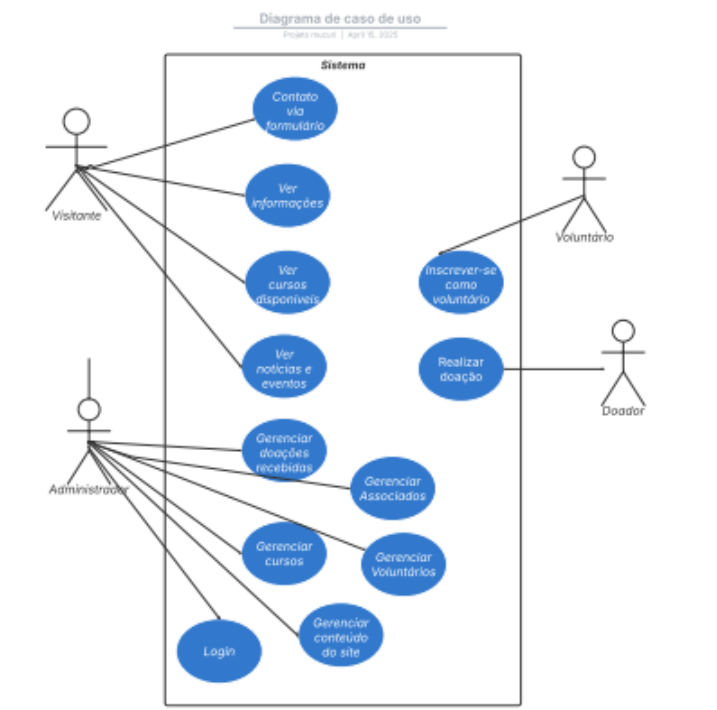 Diagrama de caso de uso
Projeto mucuri | April 15, 2025
Sistema
Contato
via
formulário
Ver
informações
Visitante
Voluntário
Ver
cursos
disponíveis
Inscrever-se
como
voluntário
Ver
notícias e
eventos
Realizar
doação
Doador
Gerenciar
doações
recebidas
Gerenciar
Associados
Administrador
Gerenciar
cursos
Gerenciar
Voluntários
Gerenciar
conteúdo
do site
Login